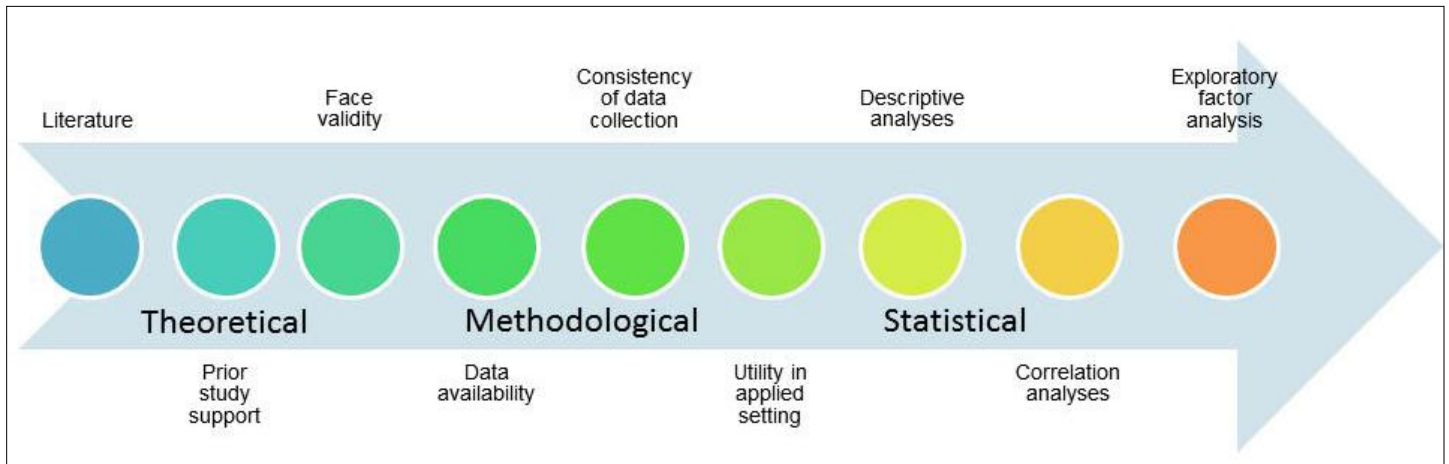 Literature
Face
validity
Consistency
of data
collection
Descriptive
analyses
Exploratory
factor
analysis
Theoretical
Methodological
Statistical
Prior
study
support
Data
availability
Utility in
applied
setting
Correlation
analyses